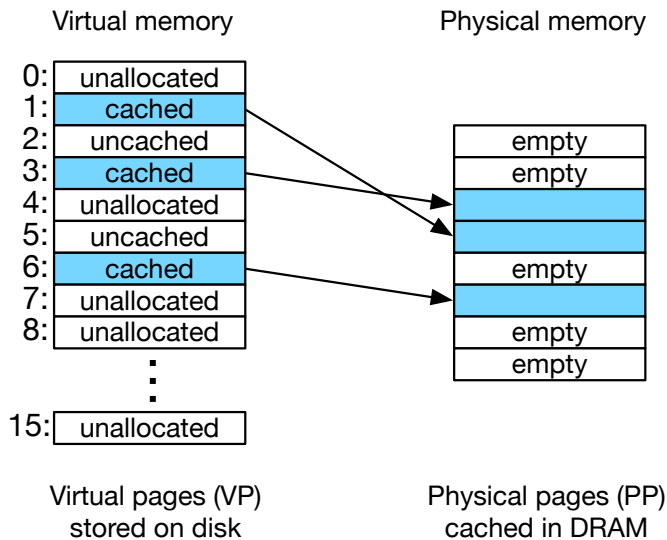 Virtual memory
Physical memory
0: unallocated
1: cached
2: uncached
3: cached
4: unallocated
5: uncached
6: cached
7: unallocated
8: unallocated
15: unallocated
empty
empty
empty
empty
empty
Virtual pages (VP)
stored on disk
Physical pages (PP)
cached in DRAM